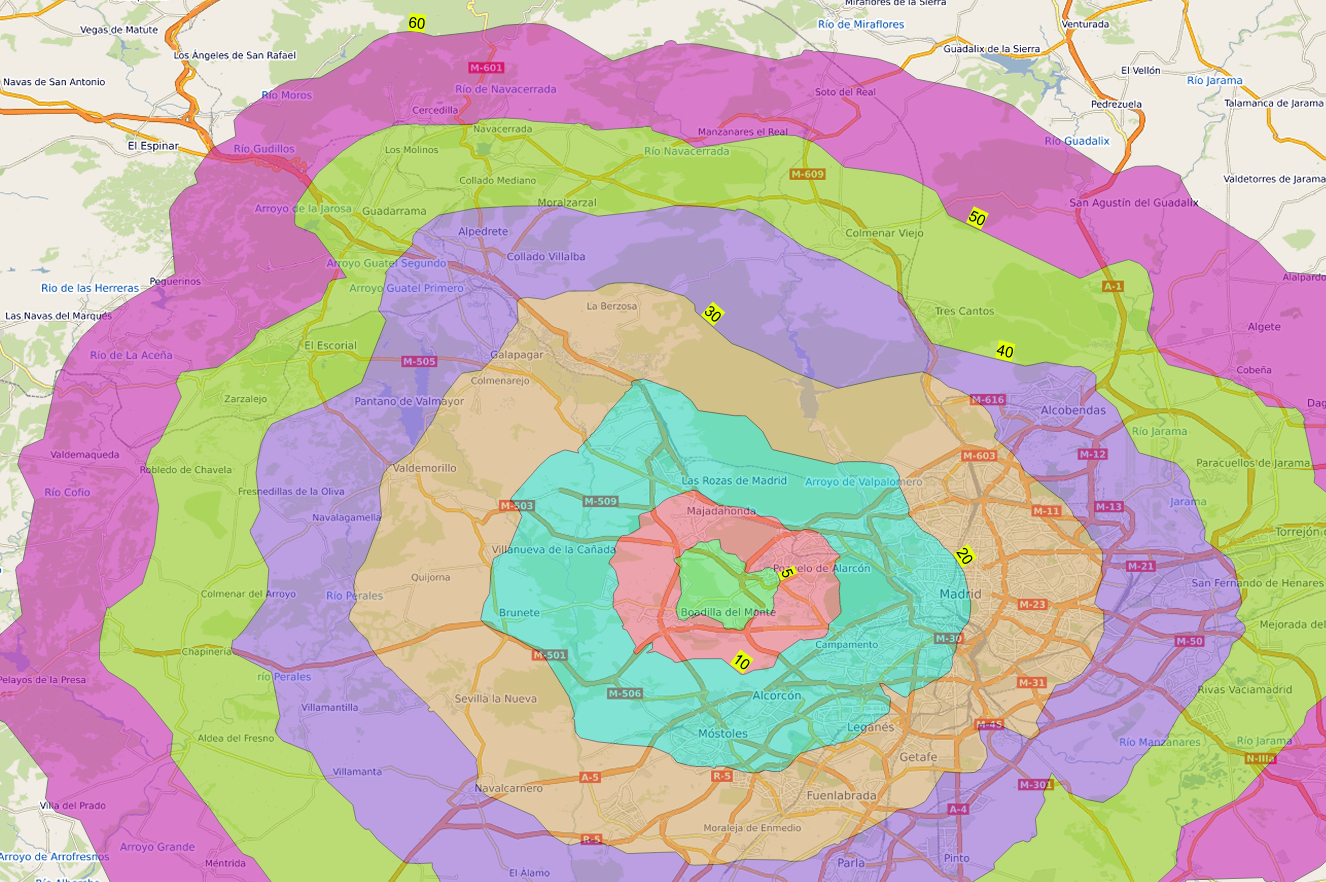 Miraflores de la Sierra
60
Río de Miraflores
Venturada
Vegas de Matute
Guadalix de la Sierra
Los Ángeles de San Rafael
M-601
El Vellón
Navas de San Antonio
Río Jarama
Río Moros
Río de Navacerrada
Soto del Real
Pedrezuela
Talamanca de Jarama
Cercedilla
Navacerrada
Manzanares el Real
Río Guadalix
El Espinar
Río Gudillos
Los Molinos
Río Navacerrada
M-609
Collado Mediano
Valdetorres de Jarama
Arroyo de la Jarosa
Guadarrama
Moralzarzal
San Agustín del Guadalix
50
Alpedrete
Colmenar Viejo
Collado Villalba
Arroyo Guatel Segundo
Peguerinos
Alalpardo
Rio de las Herreras
Arroyo Guatel Primero
A-1
La Berzosa
30
Tres Cantos
Las Navas del Marqués
Algete
El Escorial
40
Río de La Aceña
M-505
Galapagar
Cobeña
Colmenarejo
Zarzalejo
Pantano de Valmayor
M-616
Alcobendas
Río Jarama
Valdemaqueda
M-603
M-12
Robledo de Chavela
Valdemorillo
Paracuellos de Jarama
Las Rozas de Madrid
Arroyo de Valpalomero
Río Cofio
Fresnedillas de la Oliva
M-503
M-509
Jarama
M-13
Majadahonda
M-11
Navalagamella
Torrejón
Villanueva de la Cañada
20
M-21
Pozuelo de Alarcón
5
Quijorna
San Fernando de Henares
Colmenar del Arroyo
Río Perales
Madrid
M-23
Brunete
Boadilla del Monte
Mejorada del
M-30
M-50
Campamento
Chapinería
M-501
10
río Perales
Pelayos de la Presa
M-31
M-506
Alcorcón
Rivas Vaciamadrid
Sevilla la Nueva
Villamantilla
M-45
Leganés
Móstoles
Aldea del Fresno
Río Manzanares
Río Jarama
Getafe
N-IIIa
Villamanta
A-5
R-5
Navalcarnero
M-301
Fuenlabrada
Villa del Prado
A-4
Moraleja de Enmedio
R-5
Arroyo Grande
Arroyo de Arrofresnos
Méntrida
Parla
Pinto
El Álamo